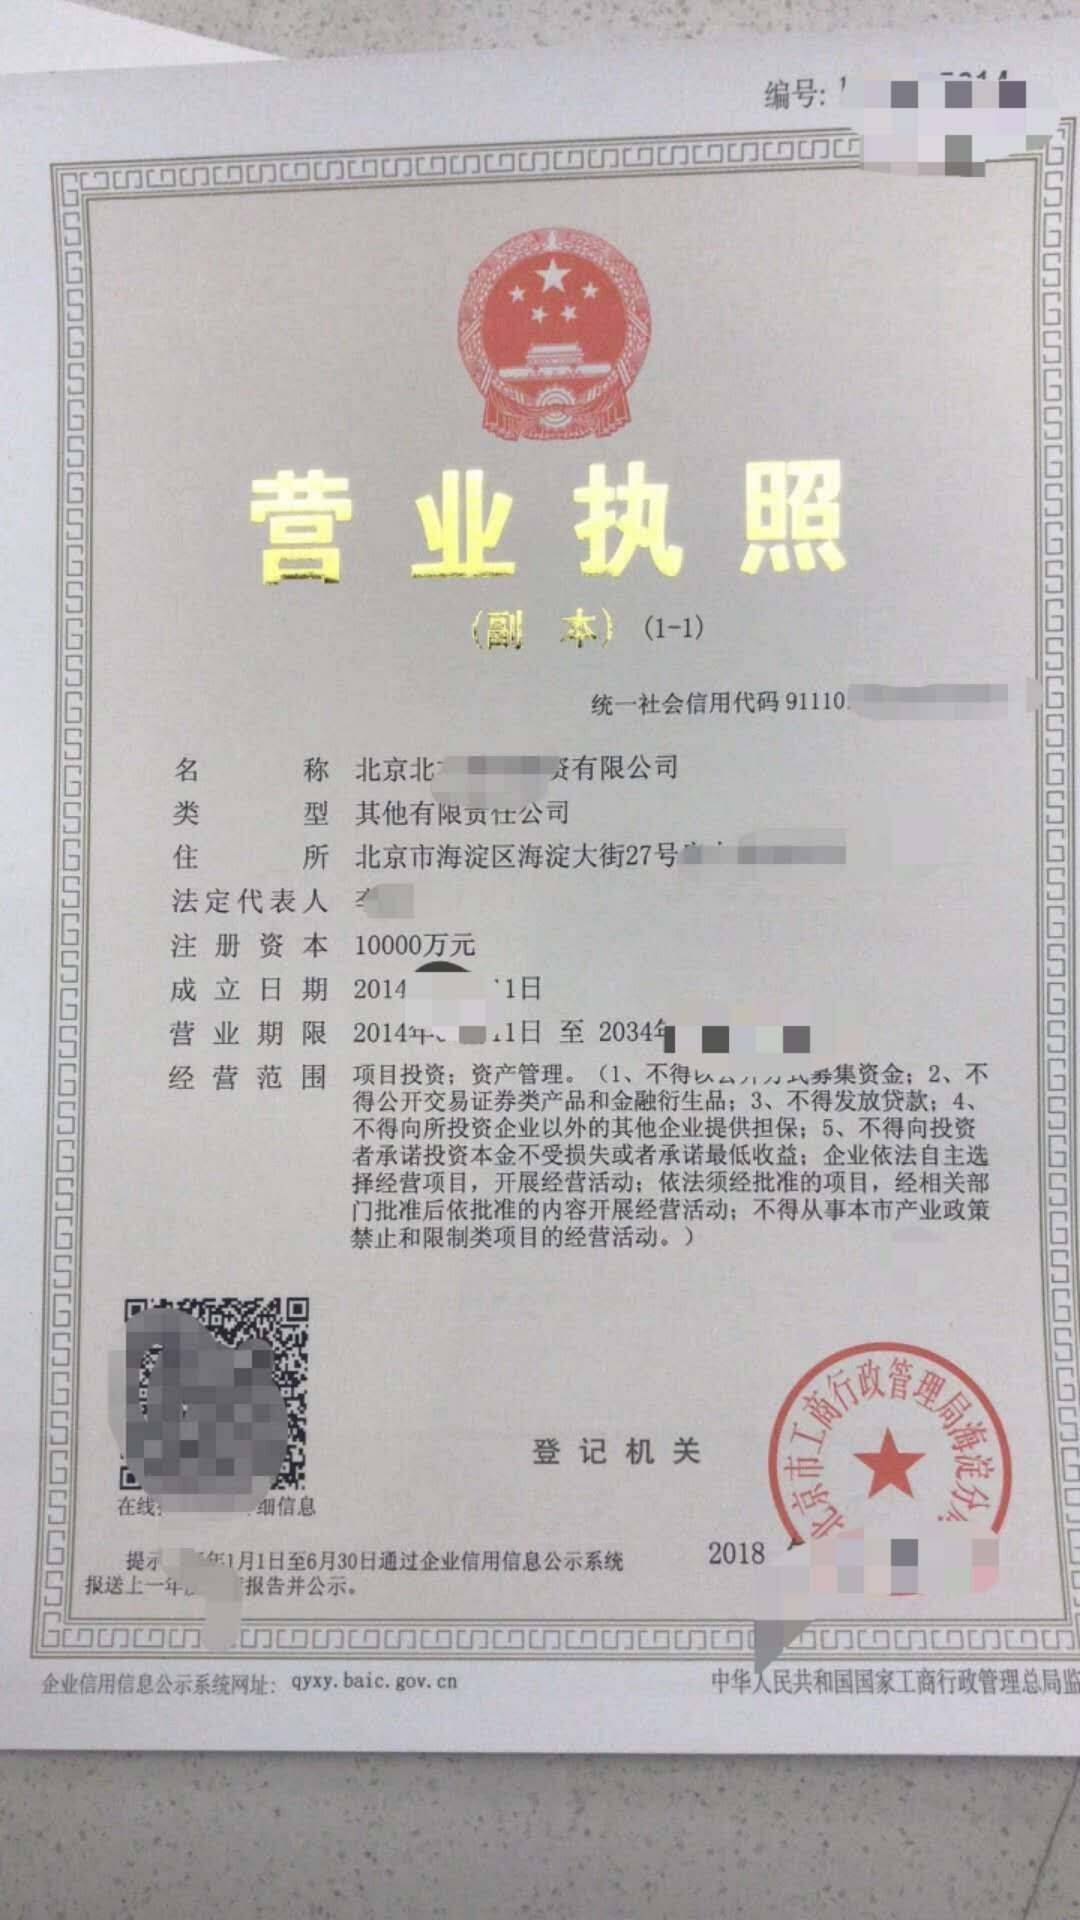 编号:
营业执照
(副 本) (1-1)
统一社会信用代码 91110
名 称 北京北 资有限公司
类 型 其他有限责任公司
住 所 北京市海淀区海淀大街27号
法定代表人
注 册 资 本 10000万元
成 立 日 期 2014 11日
营 业 期 限 2014年 11日 至 2034年
经 营 范 围 项目投资；资产管理。（1、不得以公开方式募集资金；2、不
得公开交易证券类产品和金融衍生品；3、不得发放贷款；4、
不得向所投资企业以外的其他企业提供担保；5、不得向投资
者承诺投资本金不受损失或者承诺最低收益；企业依法自主选
择经营项目，开展经营活动；依法须经批准的项目，经相关部
门批准后依批准的内容开展经营活动；不得从事本市产业政策
禁止和限制类项目的经营活动。）
在线 细信息
登 记 机 关
北京市工商行政管理局海淀分
2018
提示 年1月1日至6月30日通过企业信用信息公示系统
报送上一年度 报告并公示。
企业信用信息公示系统网址: qyxy.baic.gov.cn
中华人民共和国国家工商行政管理总局监